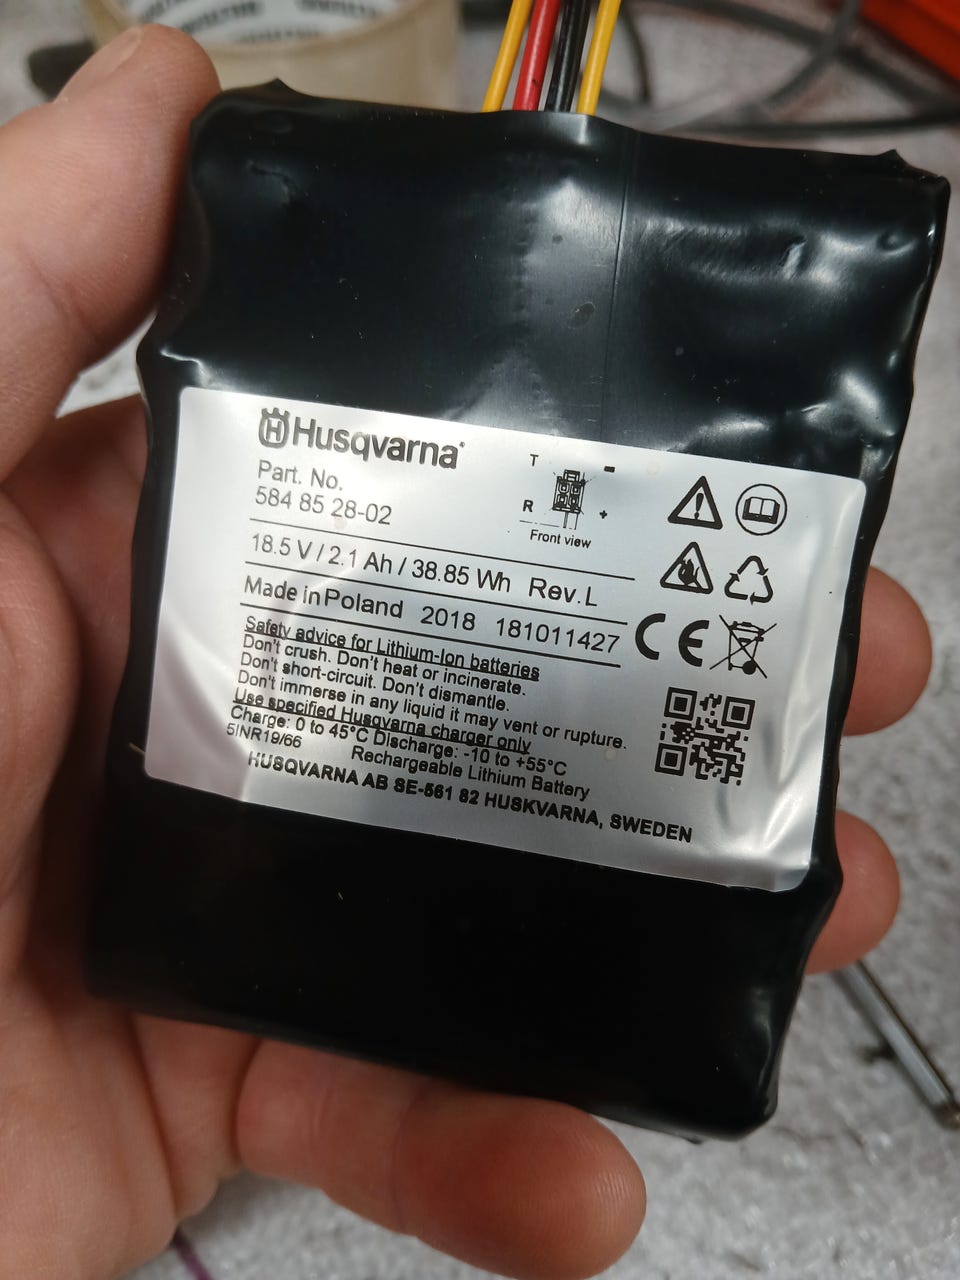 Husqvarna
Part. No.
584 85 28-02
T
-
R
+
Front view
18.5 V / 2.1 Ah / 38.85 Wh Rev. L
Made in Poland 2018 181011427
CE
Safety advice for Lithium-Ion batteries
Don't crush. Don't heat or incinerate.
Don't short-circuit. Don't dismantle.
Don't immerse in any liquid it may vent or rupture.
Use specified Husqvarna charger only
Charge: 0 to 45°C Discharge: -10 to +55°C
5INR19/66 Rechargeable Lithium Battery
HUSQVARNA AB SE-561 82 HUSKVARNA, SWEDEN